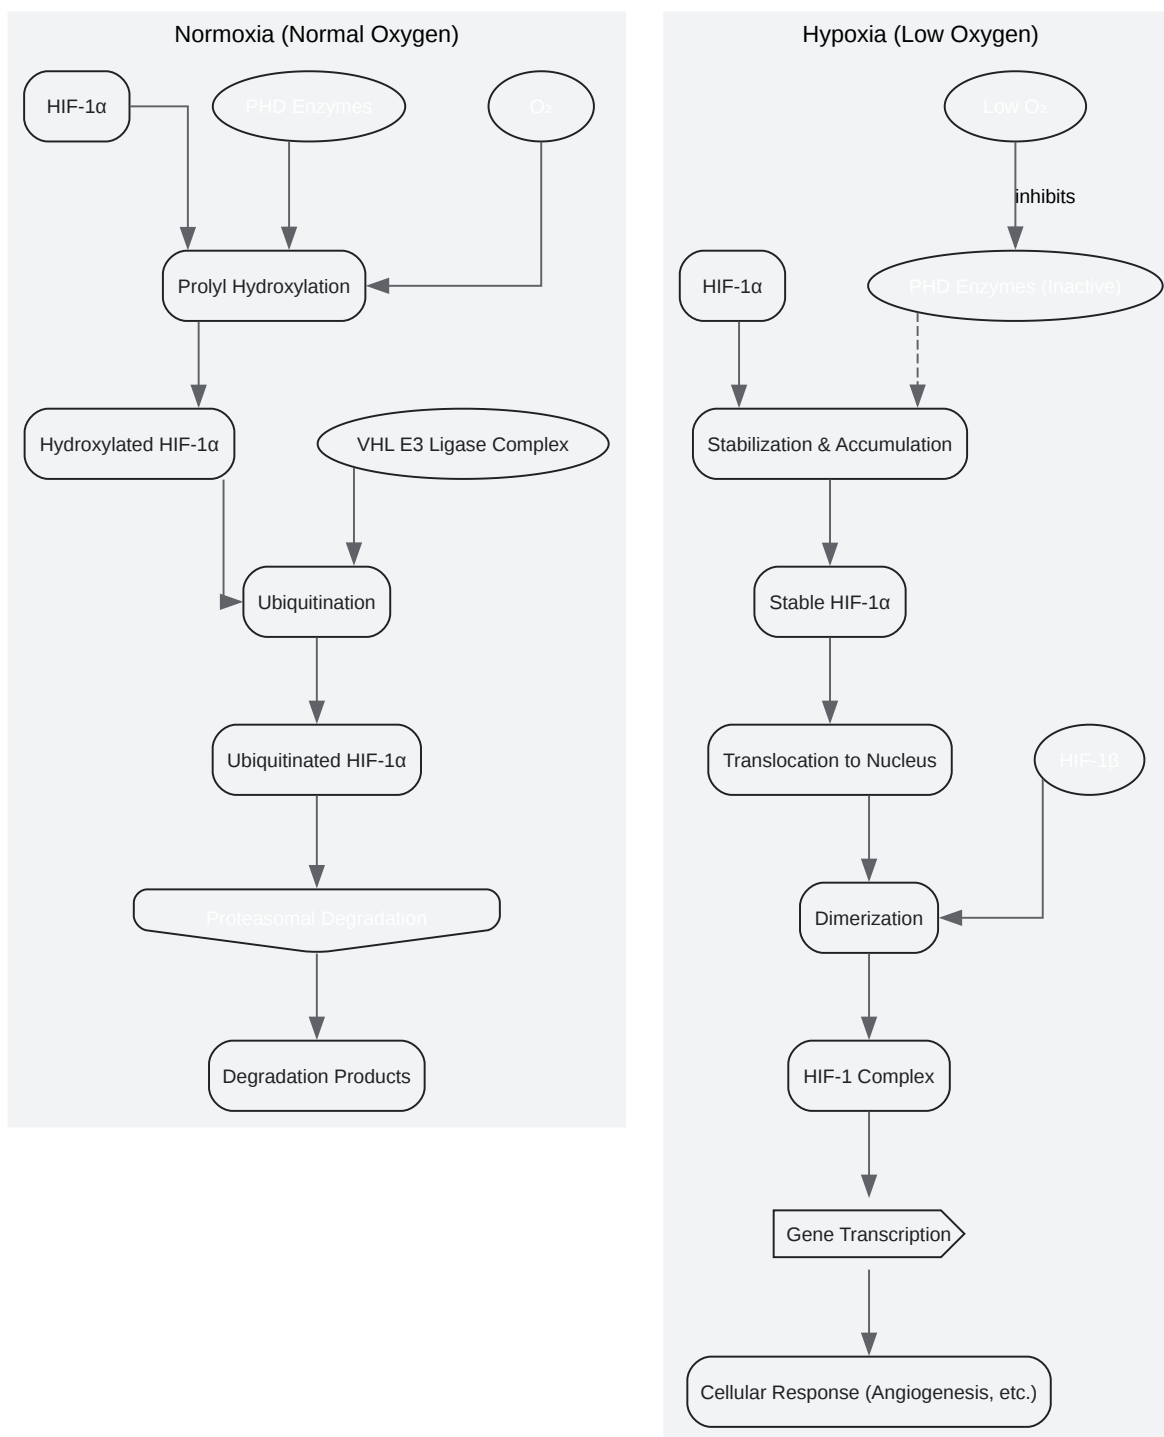 Normoxia (Normal Oxygen)
HIF-1α
PHD Enzymes
O₂
Prolyl Hydroxylation
Hydroxylated HIF-1α
VHL E3 Ligase Complex
Ubiquitination
Ubiquitinated HIF-1α
Proteasomal Degradation
Degradation Products
Hypoxia (Low Oxygen)
Low O₂
inhibits
HIF-1α
PHD Enzymes (Inactive)
Stabilization & Accumulation
Stable HIF-1α
Translocation to Nucleus
HIF-1β
Dimerization
HIF-1 Complex
Gene Transcription
Cellular Response (Angiogenesis, etc.)